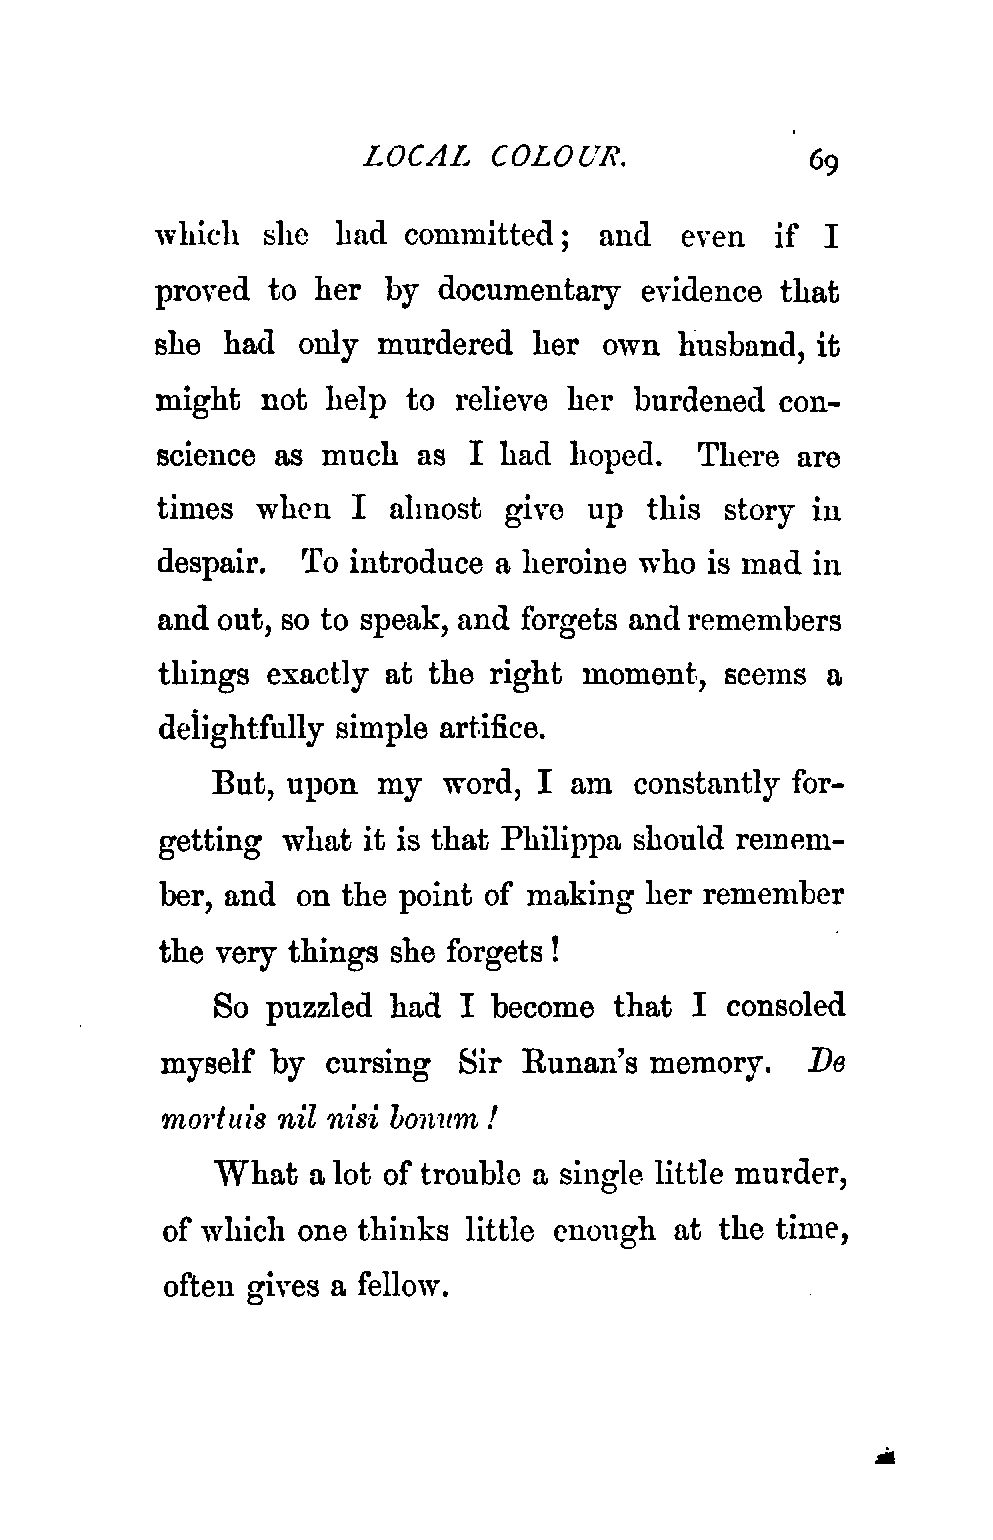 LOCAL COLOUR. 69
which she had committed; and even if I
proved to her by documentary evidence that
she had only murdered her own husband, it
might not help to relieve her burdened con-
science as much as I had hoped. There are
times when I almost give up this story in
despair. To introduce a heroine who is mad in
and out, so to speak, and forgets and remembers
things exactly at the right moment, seems a
delightfully simple artifice.
But, upon my word, I am constantly for-
getting what it is that Philippa should remem-
ber, and on the point of making her remember
the very things she forgets!
So puzzled had I become that I consoled
myself by cursing Sir Runan's memory. De
mortuis nil nisi bonum!
What a lot of trouble a single little murder,
of which one thinks little enough at the time,
often gives a fellow.